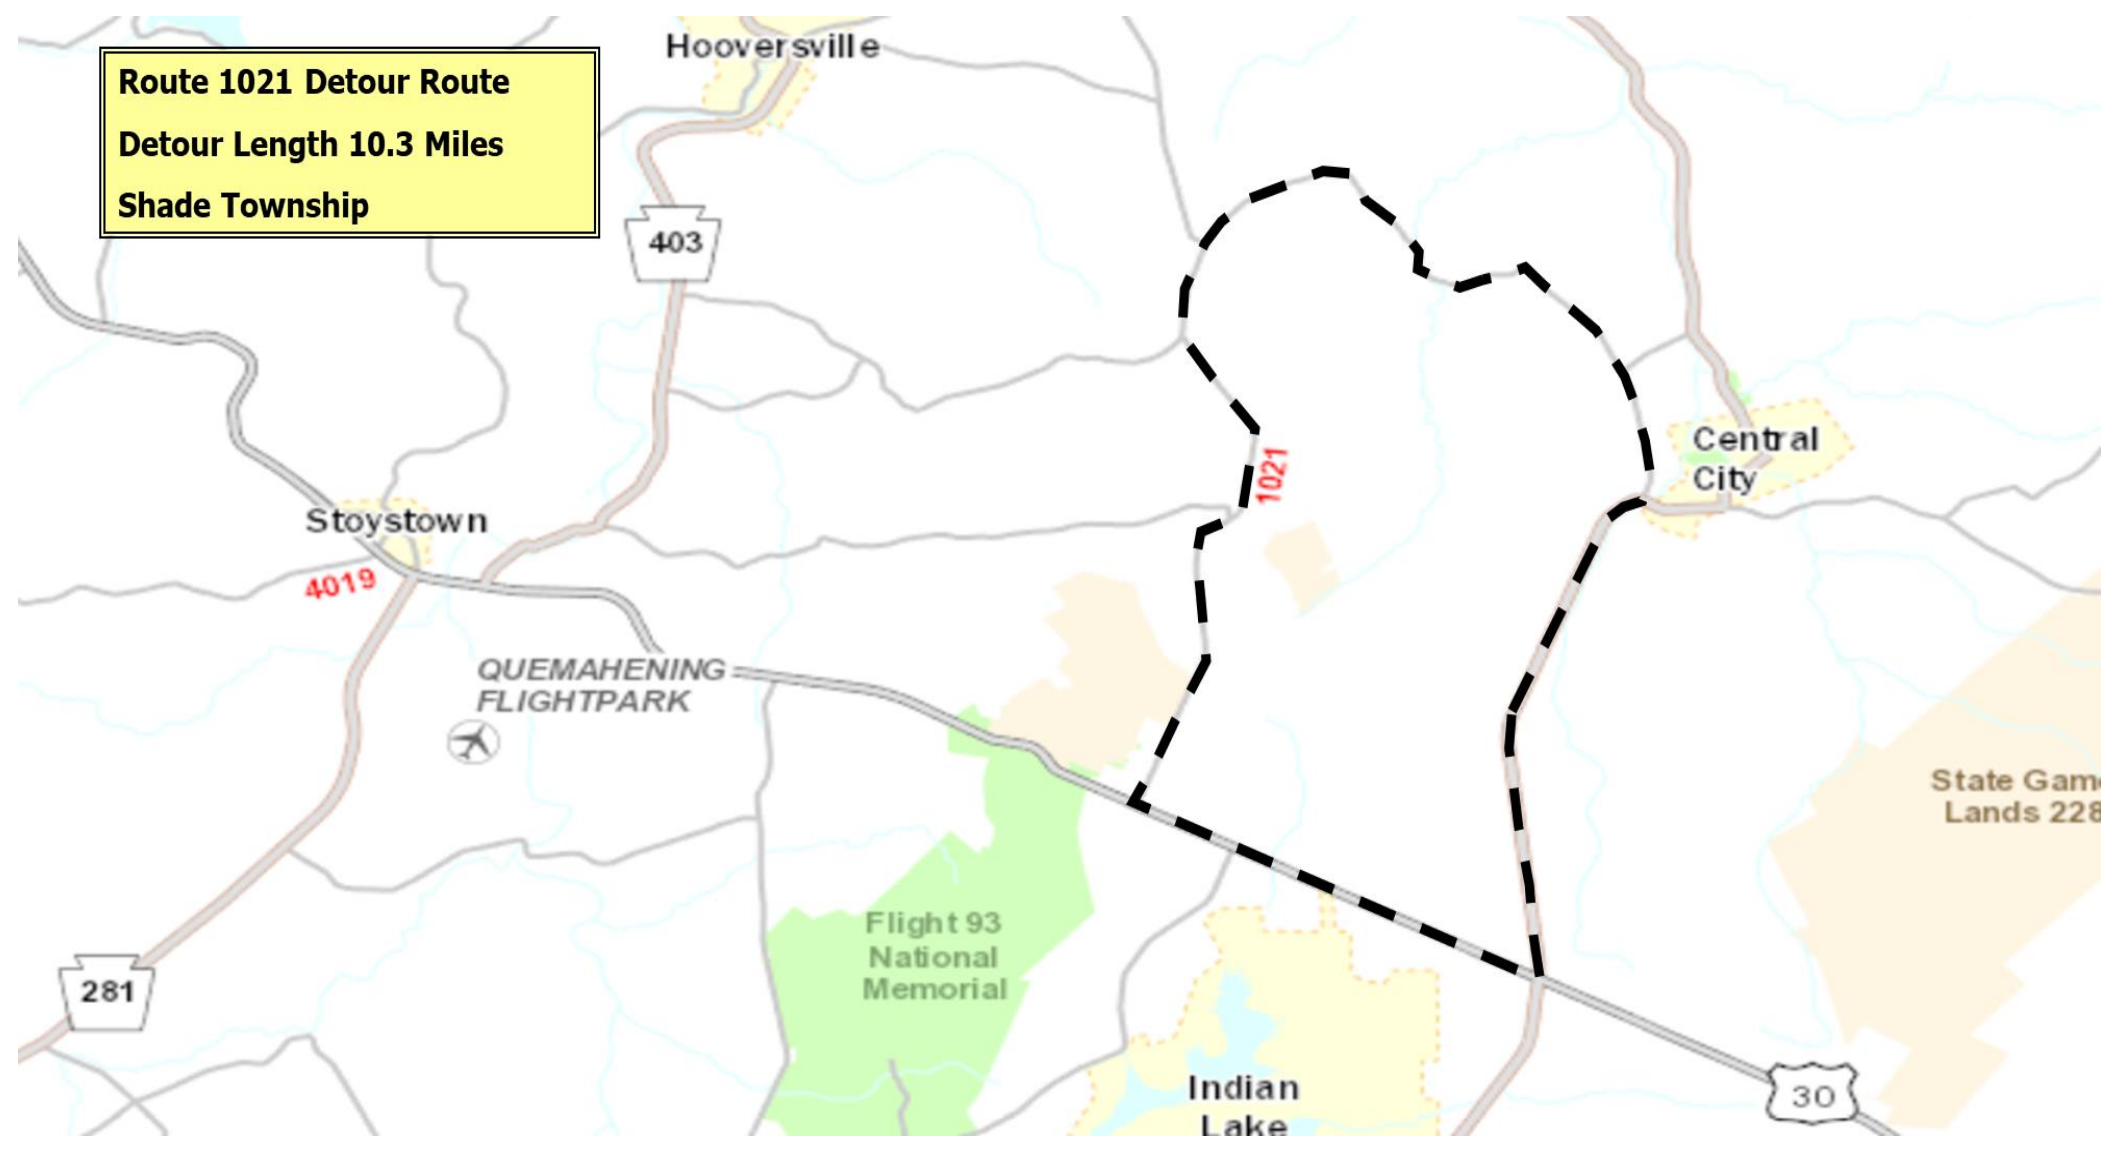 Hooversville
Route 1021 Detour Route
Detour Length 10.3 Miles
Shade Township
403
Central
City
1021
Stoystown
4019
QUEMAHENING
FLIGHTPARK
State Game
Lands 228
Flight 93
National
Memorial
281
Indian
Lake
30